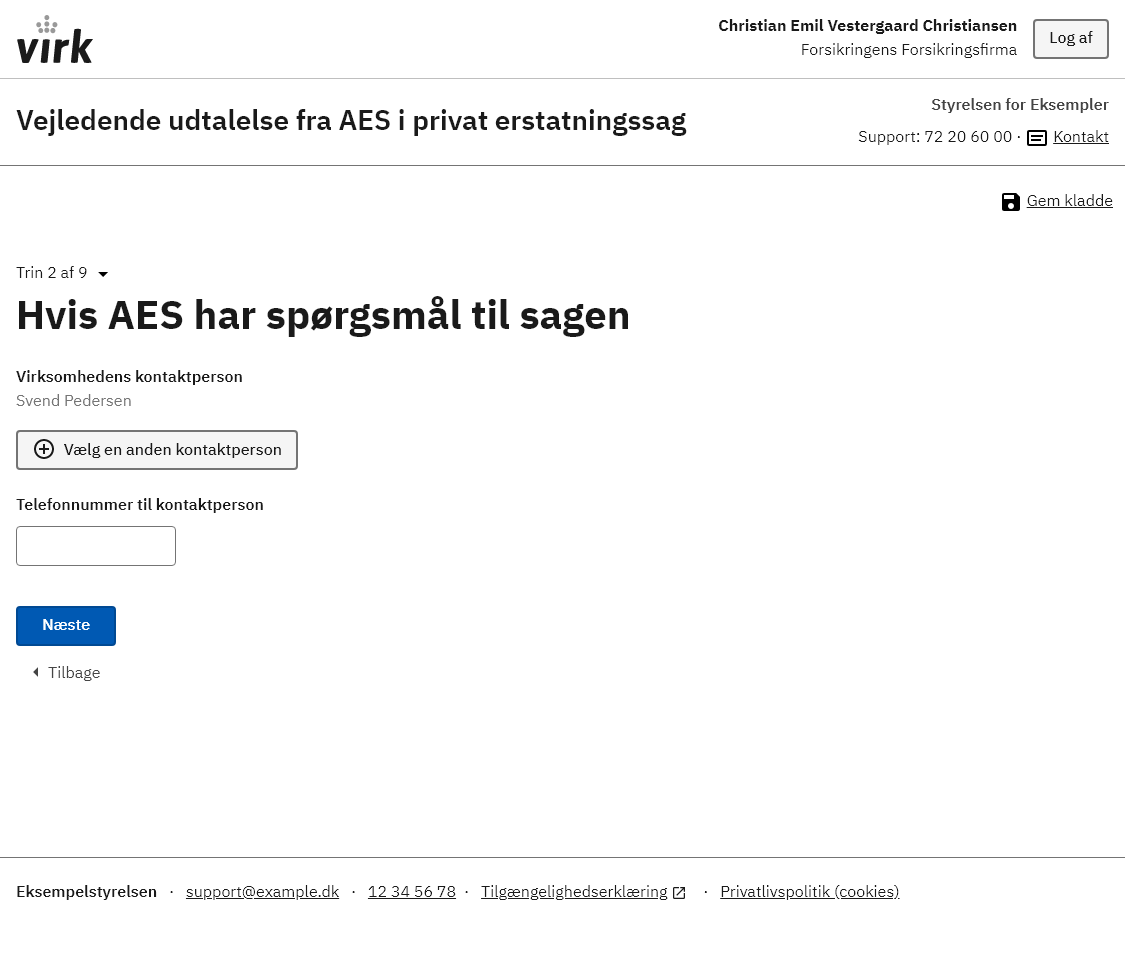 virk
Christian Emil Vestergaard Christiansen
Forsikringens Forsikringsfirma
Log af
Vejledende udtalelse fra AES i privat erstatningssag
Styrelsen for Eksempler
Support: 72 20 60 00 · Kontakt
Gem kladde
Trin 2 af 9
Hvis AES har spørgsmål til sagen
Virksomhedens kontaktperson
Svend Pedersen
Vælg en anden kontaktperson
Telefonnummer til kontaktperson
Næste
Tilbage
Eksempelstyrelsen · support@example.dk · 12 34 56 78 · Tilgængelighedserklæring · Privatlivspolitik (cookies)